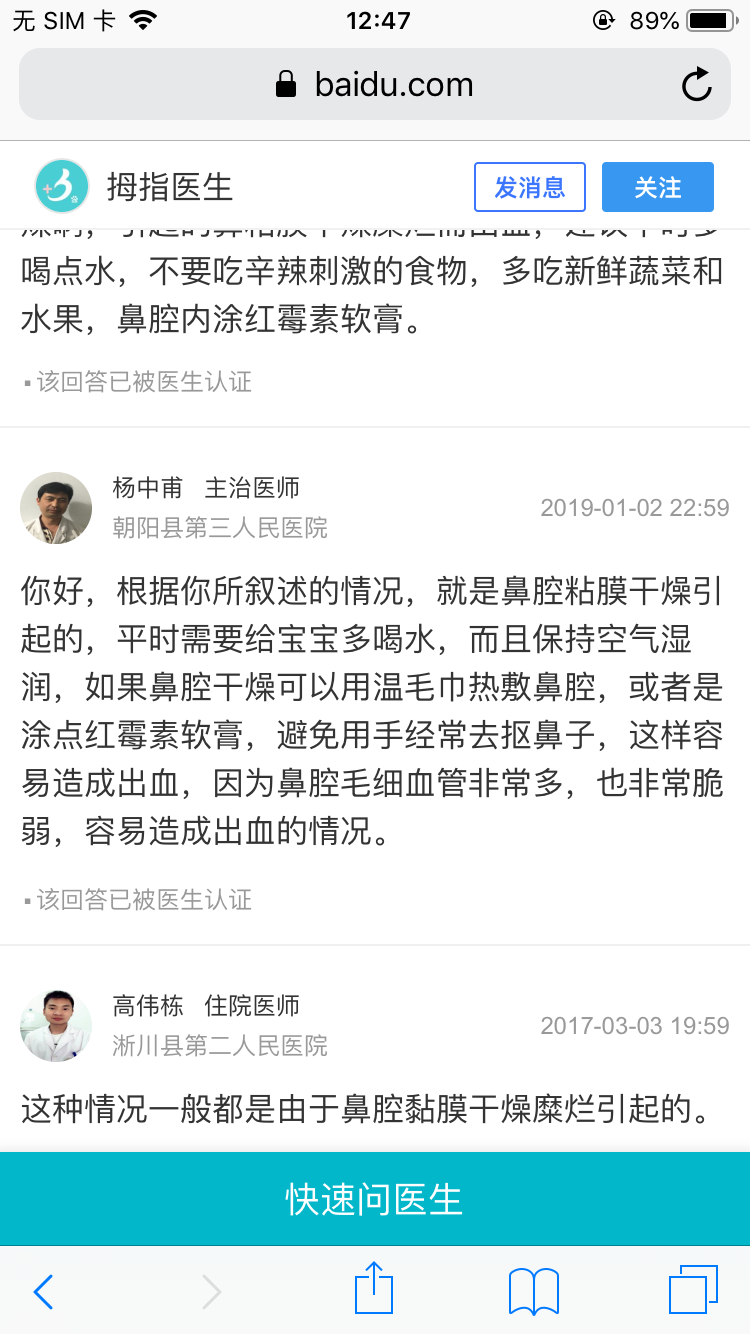 无 SIM 卡
12:47
89%
baidu.com
拇指医生
发消息
关注
喝点水，不要吃辛辣刺激的食物，多吃新鲜蔬菜和
水果，鼻腔内涂红霉素软膏。
该回答已被医生认证
杨中甫 主治医师
朝阳县第三人民医院
2019-01-02 22:59
你好，根据你所叙述的情况，就是鼻腔粘膜干燥引
起的，平时需要给宝宝多喝水，而且保持空气湿
润，如果鼻腔干燥可以用温毛巾热敷鼻腔，或者是
涂点红霉素软膏，避免用手经常去抠鼻子，这样容
易造成出血，因为鼻腔毛细血管非常多，也非常脆
弱，容易造成出血的情况。
该回答已被医生认证
高伟栋 住院医师
淅川县第二人民医院
2017-03-03 19:59
这种情况一般都是由于鼻腔黏膜干燥糜烂引起的。
快速问医生